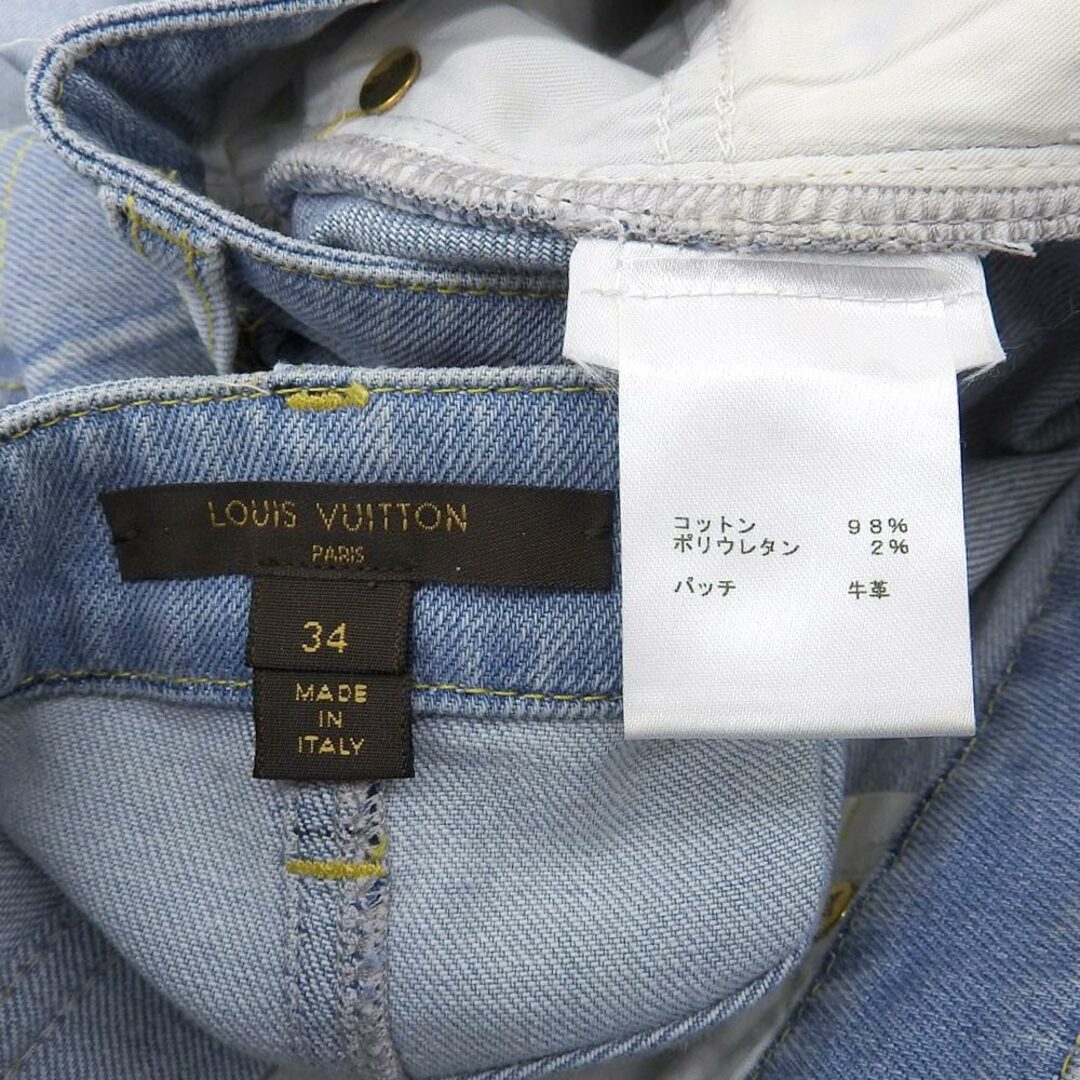 LOUIS VUITTON
PARIS
34
MADE
IN
ITALY
コットン 98%
ポリウレタン 2%
パッチ 牛革